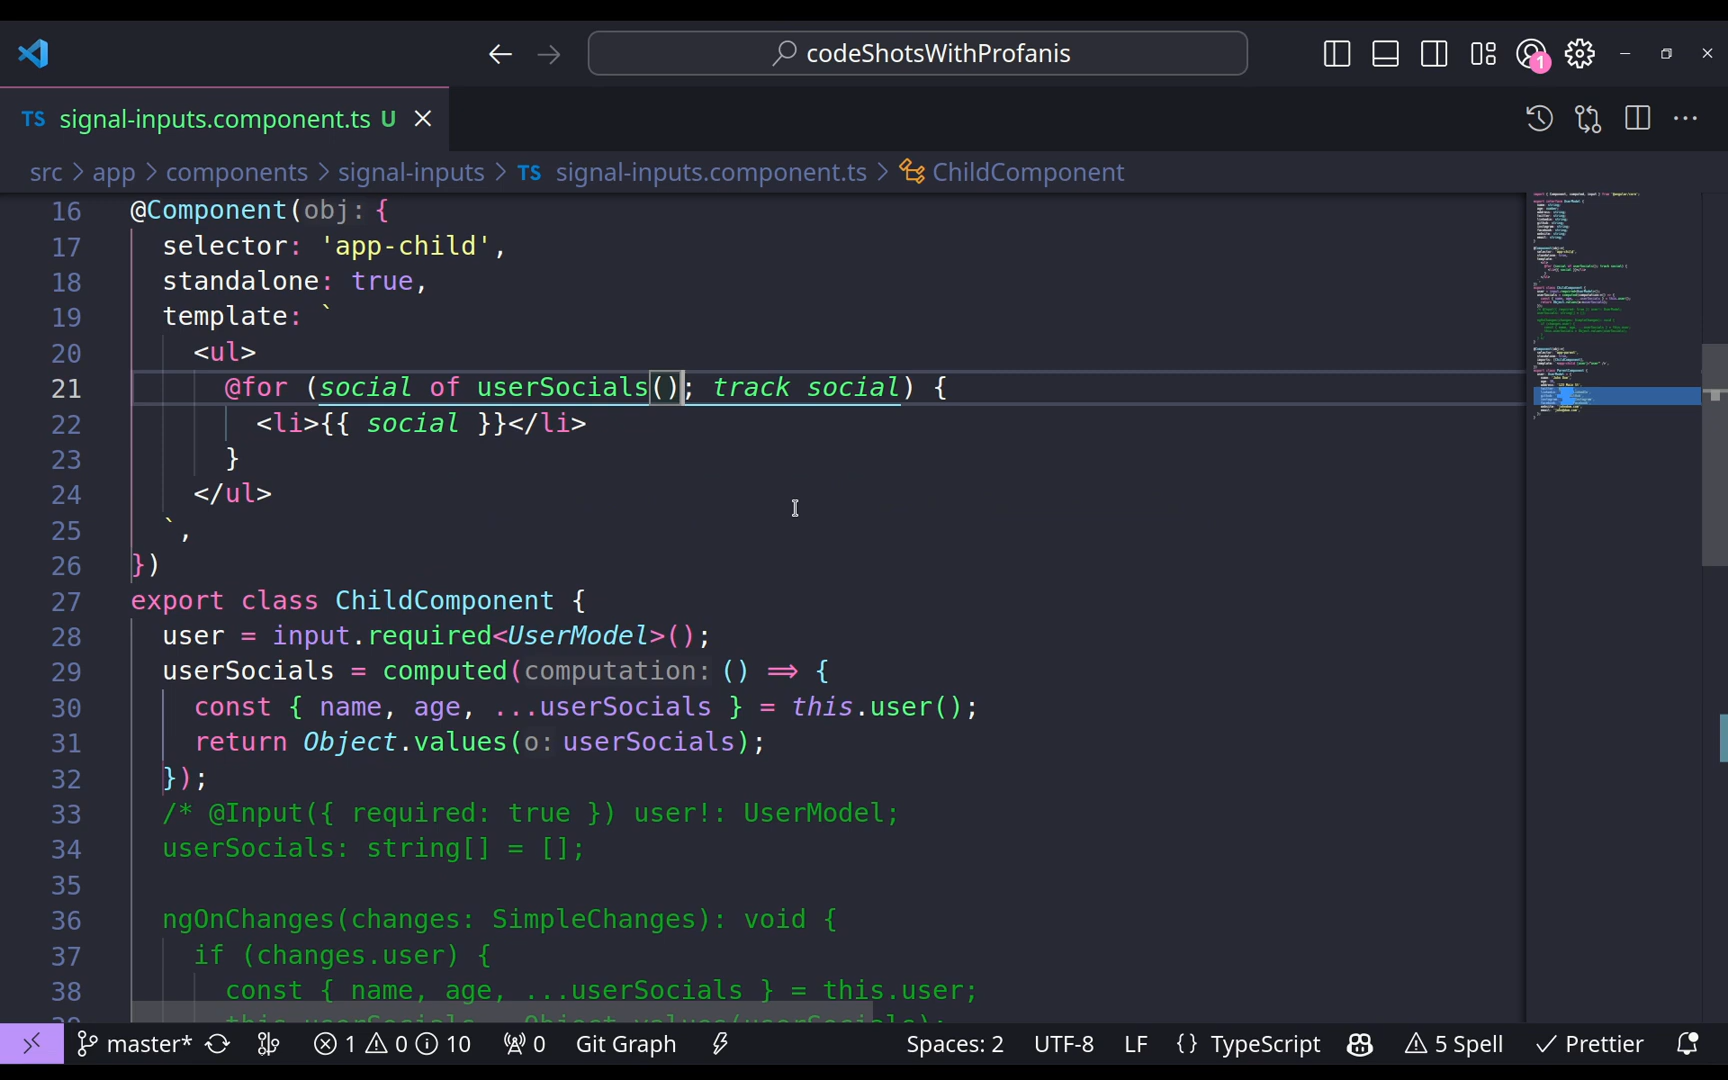 codeShotsWithProfanis
1
TS signal-inputs.component.ts U
src > app > components > signal-inputs > TS signal-inputs.component.ts > ChildComponent
16 @Component(obj: {
17 selector: 'app-child',
18 standalone: true,
19 template: `
20 <ul>
21 @for (social of userSocials(); track social) {
22 <li>{{ social }}</li>
23 }
24 </ul>
25 `,
26 })
27 export class ChildComponent {
28 user = input.required<UserModel>();
29 userSocials = computed(computation: () => {
30 const { name, age, ...userSocials } = this.user();
31 return Object.values(o: userSocials);
32 });
33 /* @Input({ required: true }) user!: UserModel;
34 userSocials: string[] = [];
35
36 ngOnChanges(changes: SimpleChanges): void {
37 if (changes.user) {
38 const { name, age, ...userSocials } = this.user;
master* 1 0 10 0 Git Graph Spaces: 2 UTF-8 LF {} TypeScript 5 Spell Prettier